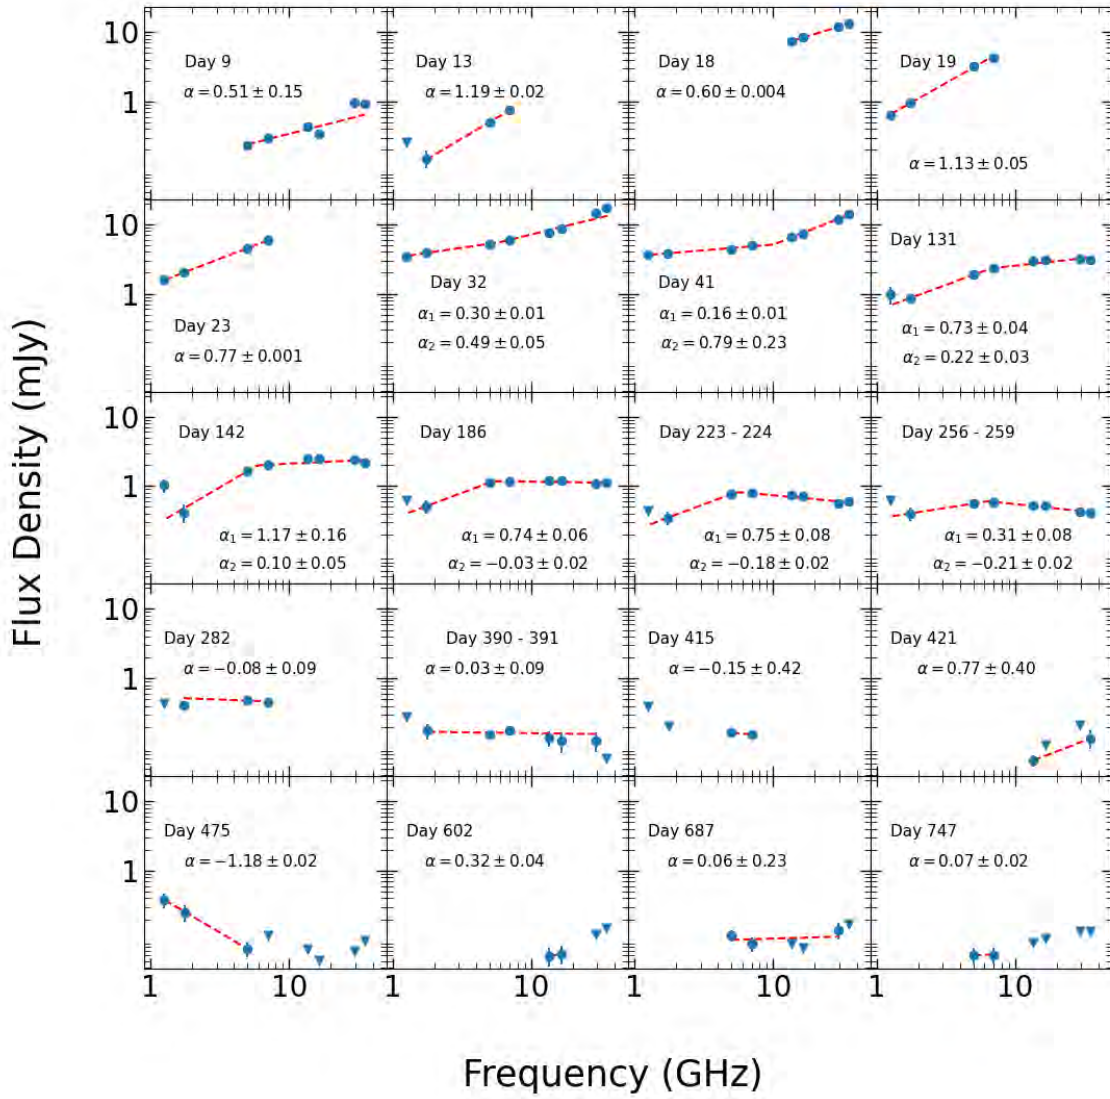 10
1
Day 9
α = 0.51 ± 0.15
Day 13
α = 1.19 ± 0.02
Day 18
α = 0.60 ± 0.004
Day 19
α = 1.13 ± 0.05
10
1
Day 23
α = 0.77 ± 0.001
Day 32
α₁ = 0.30 ± 0.01
α₂ = 0.49 ± 0.05
Day 41
α₁ = 0.16 ± 0.01
α₂ = 0.79 ± 0.23
Day 131
α₁ = 0.73 ± 0.04
α₂ = 0.22 ± 0.03
10
1
Day 142
α₁ = 1.17 ± 0.16
α₂ = 0.10 ± 0.05
Day 186
α₁ = 0.74 ± 0.06
α₂ = −0.03 ± 0.02
Day 223 - 224
α₁ = 0.75 ± 0.08
α₂ = −0.18 ± 0.02
Day 256 - 259
α₁ = 0.31 ± 0.08
α₂ = −0.21 ± 0.02
10
1
Day 282
α = −0.08 ± 0.09
Day 390 - 391
α = 0.03 ± 0.09
Day 415
α = −0.15 ± 0.42
Day 421
α = 0.77 ± 0.40
10
1
Day 475
α = −1.18 ± 0.02
Day 602
α = 0.32 ± 0.04
Day 687
α = 0.06 ± 0.23
Day 747
α = 0.07 ± 0.02
1 10 1 10 1 10 1 10
Flux Density (mJy)
Frequency (GHz)